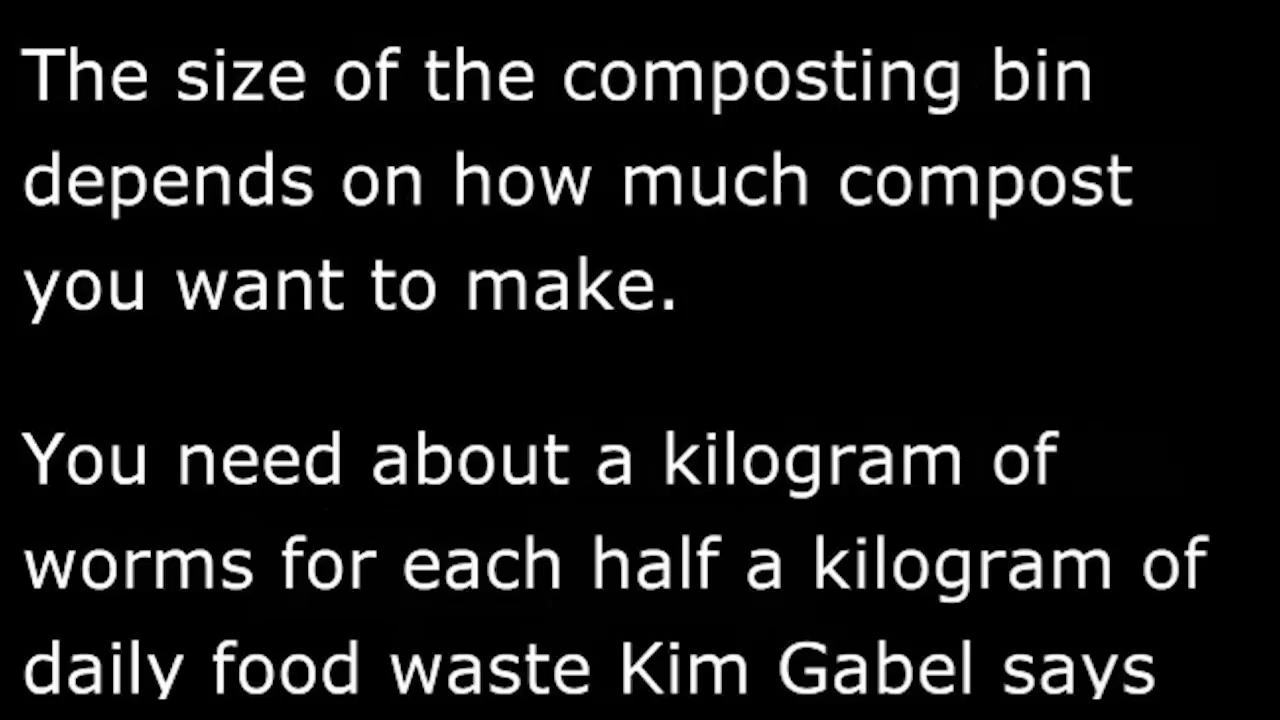 The size of the composting bin
depends on how much compost
you want to make.
You need about a kilogram of
worms for each half a kilogram of
daily food waste Kim Gabel says